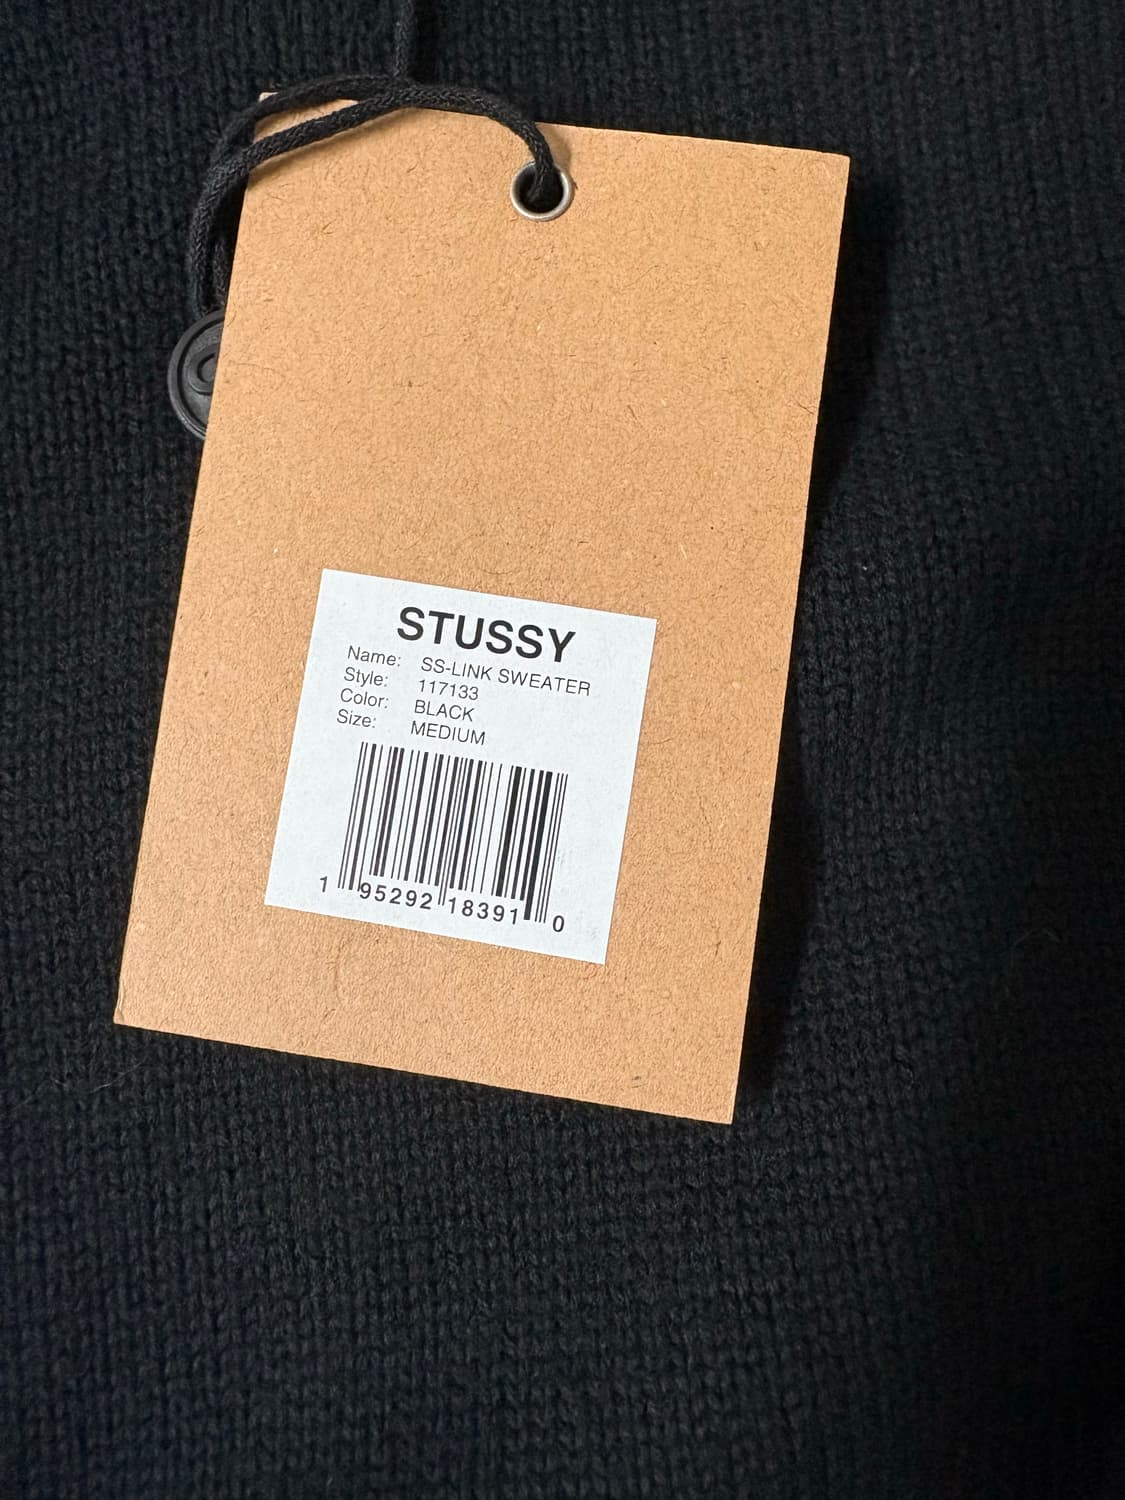 STUSSY
Name: SS-LINK SWEATER
Style: 117133
Color: BLACK
Size: MEDIUM
1 95292 18391 0